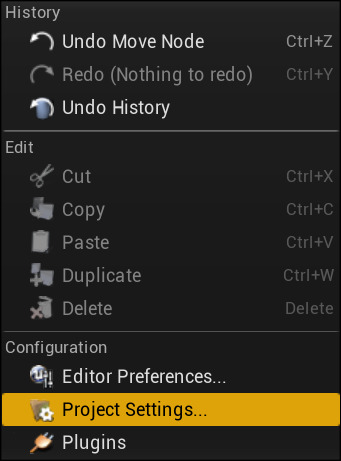 History
Undo Move Node Ctrl+Z
Redo (Nothing to redo) Ctrl+Y
Undo History
Edit
Cut Ctrl+X
Copy Ctrl+C
Paste Ctrl+V
Duplicate Ctrl+W
Delete Delete
Configuration
Editor Preferences...
Project Settings...
Plugins